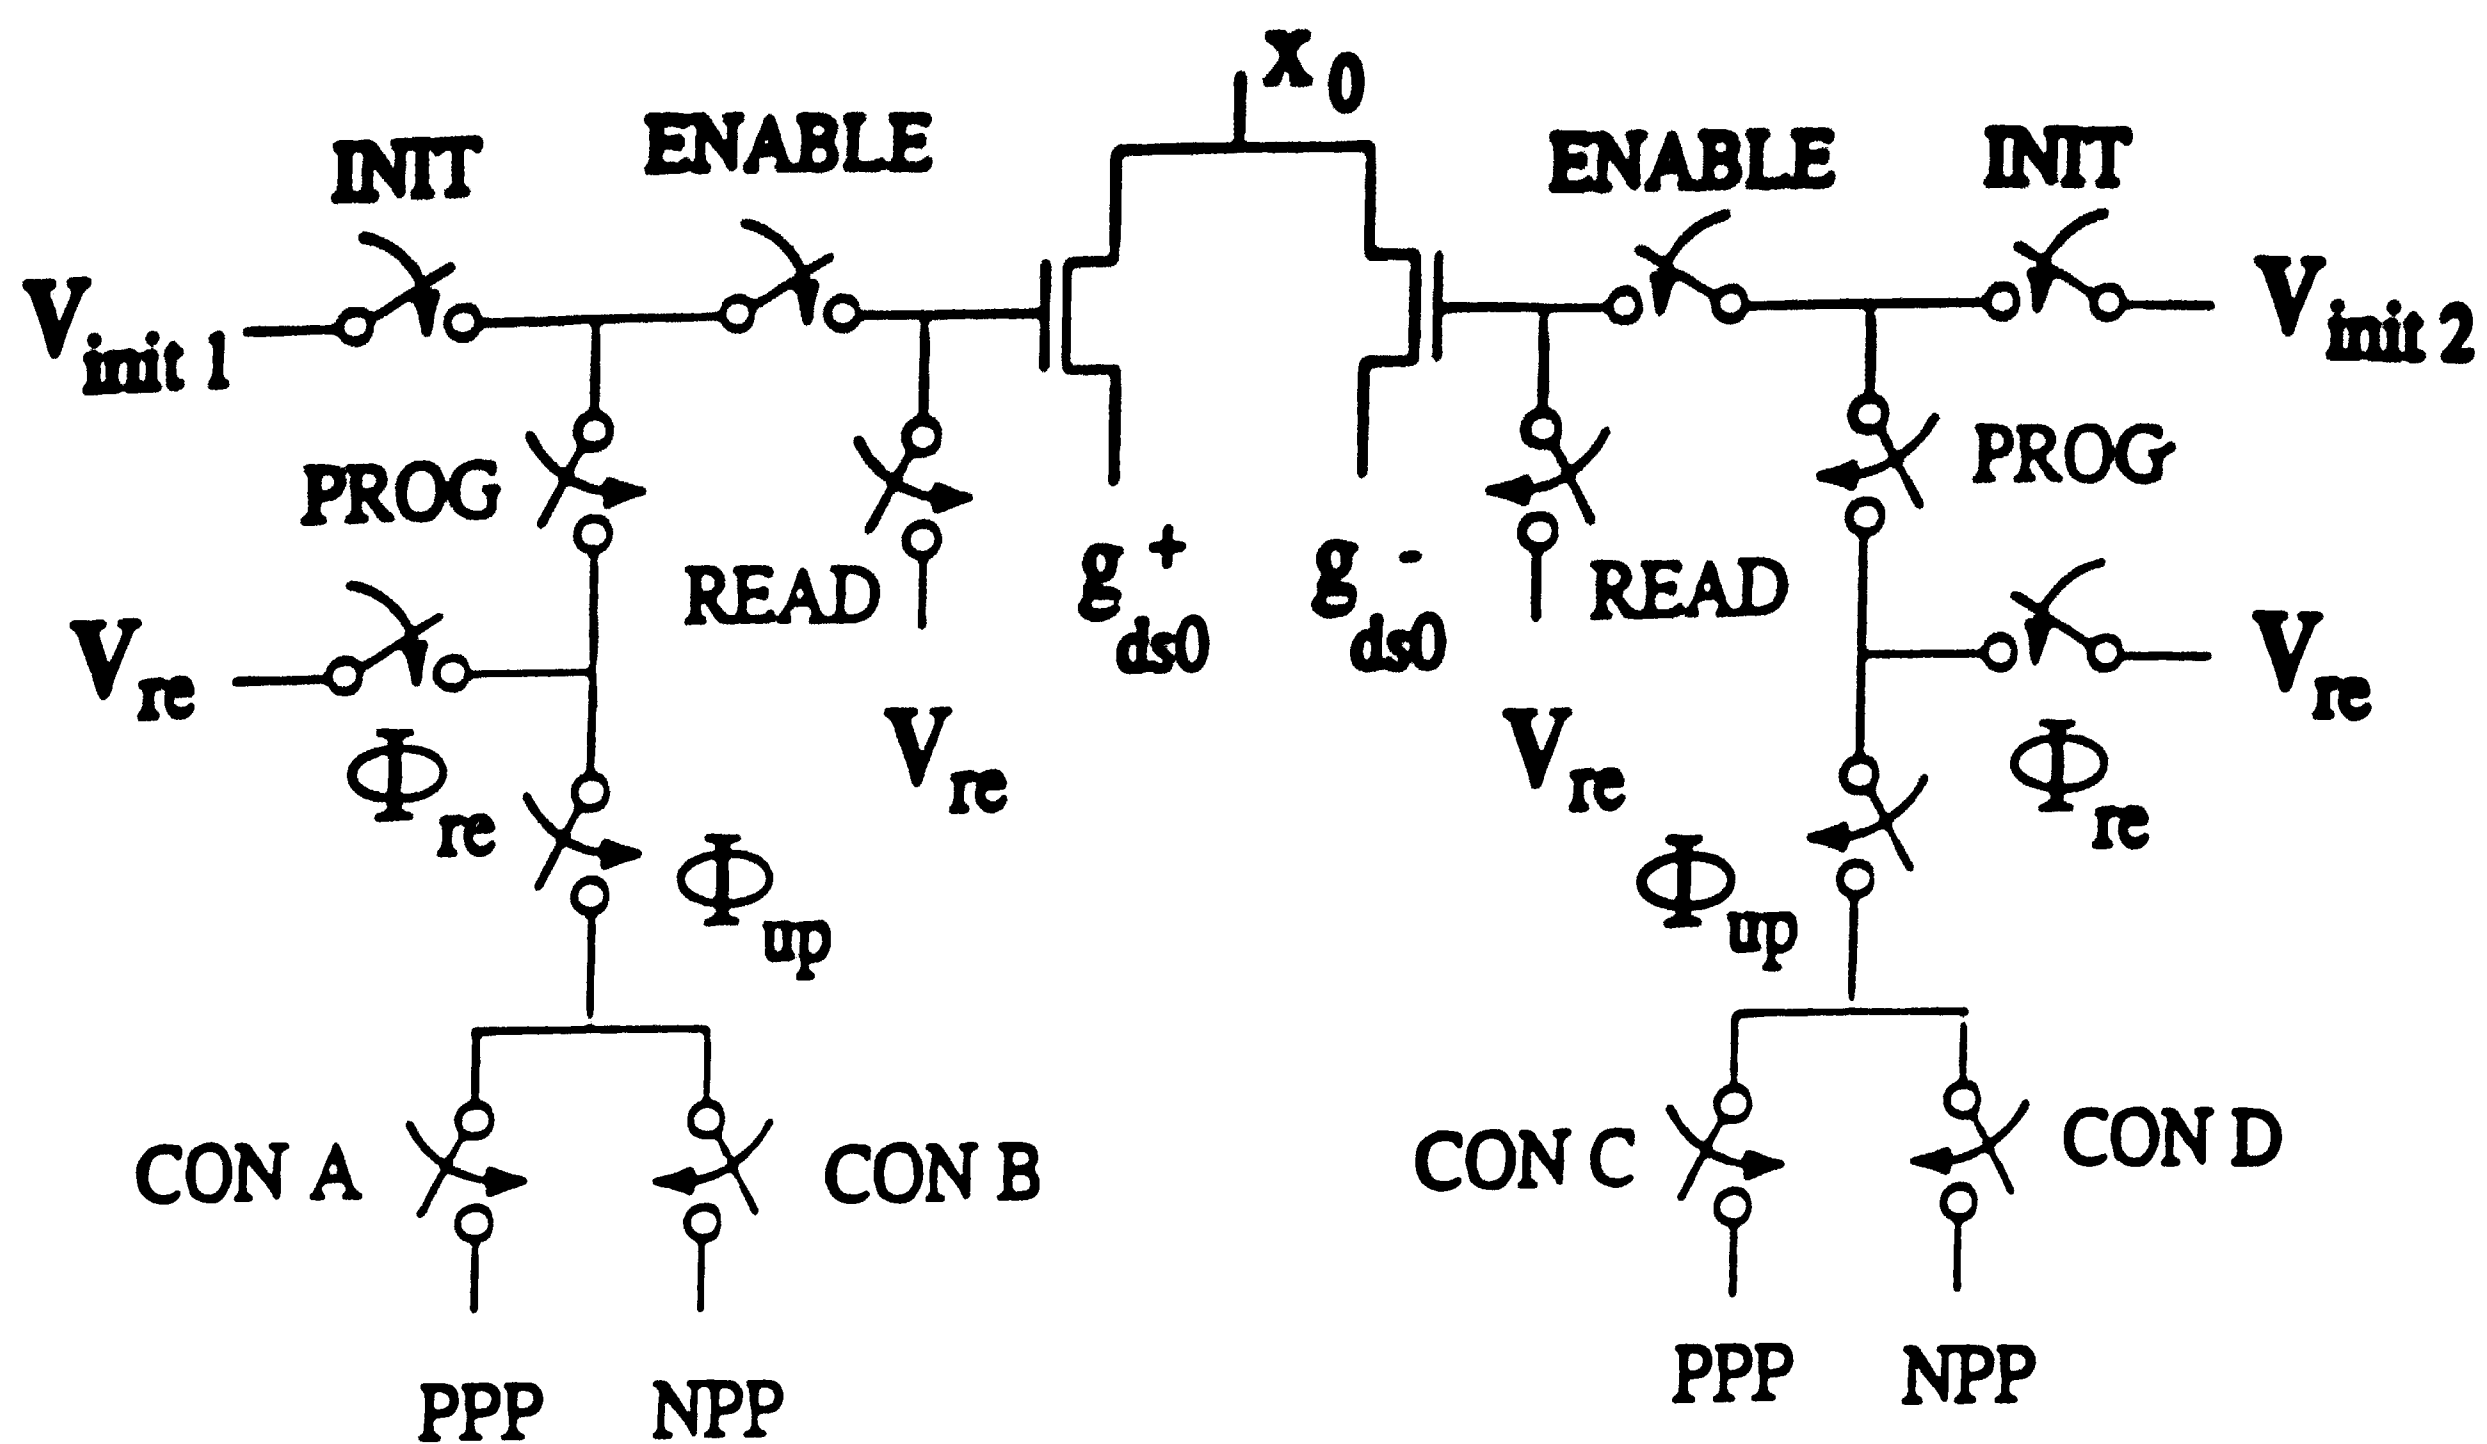 x0
INIT ENABLE ENABLE INIT
Vinit 1 Vinit 2
PROG PROG
READ g+ds0 g-ds0 READ
Vre Vre
Vre Vre
Φre Φre
Φup Φup
CON A CON B CON C CON D
PPP NPP PPP NPP